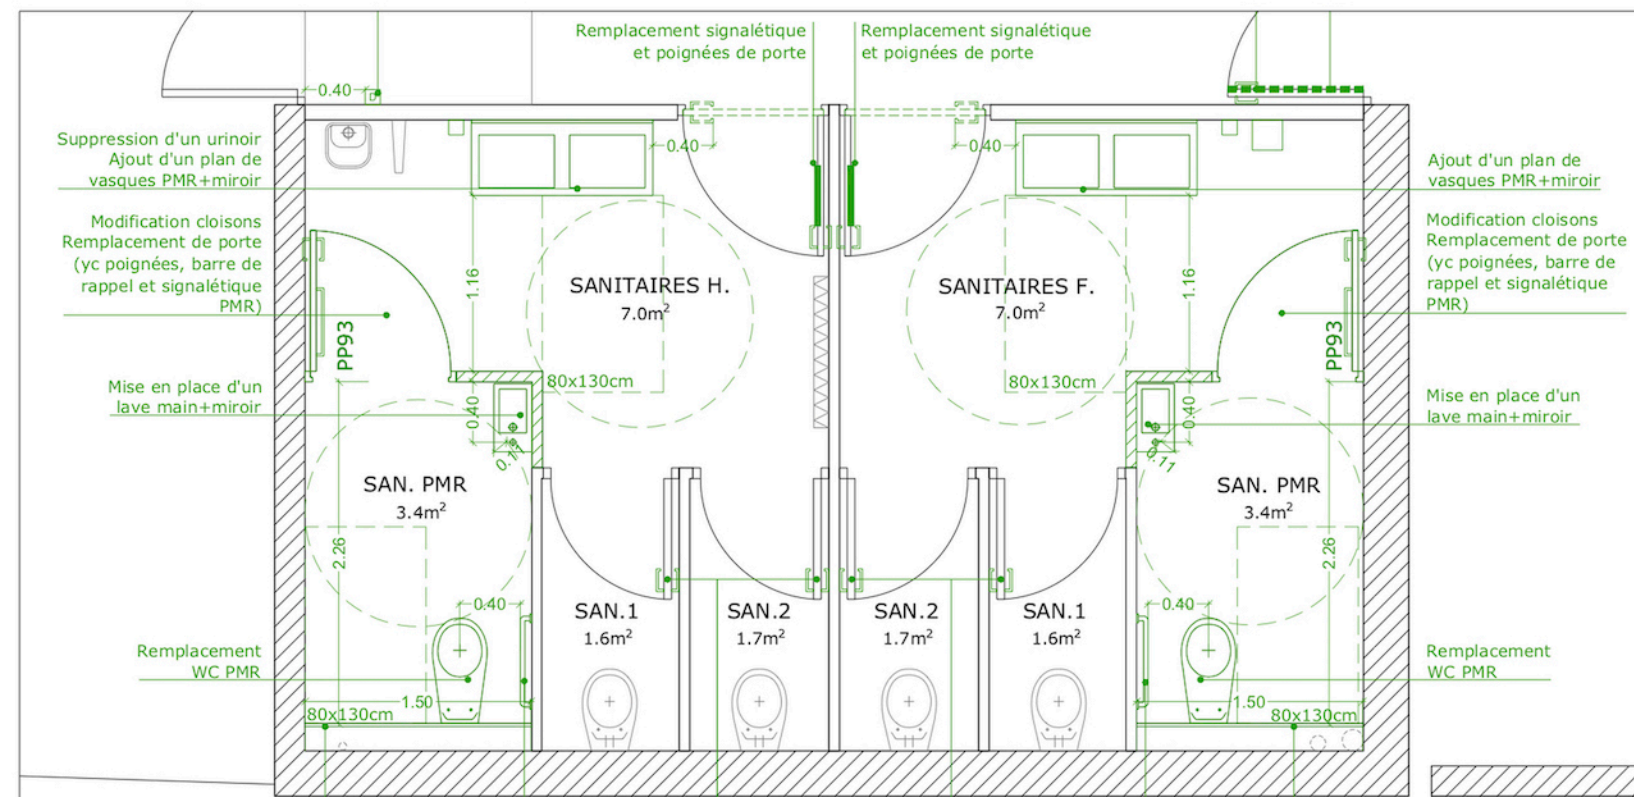 Remplacement signalétique
et poignées de porte
Remplacement signalétique
et poignées de porte
0.40
Suppression d'un urinoir
Ajout d'un plan de
vasques PMR+miroir
0.40
0.40
Ajout d'un plan de
vasques PMR+miroir
Modification cloisons
Remplacement de porte
(yc poignées, barre de
rappel et signalétique
PMR)
1.16
SANITAIRES H.
7.0m²
SANITAIRES F.
7.0m²
1.16
Modification cloisons
Remplacement de porte
(yc poignées, barre de
rappel et signalétique
PMR)
PP93
PP93
80x130cm
80x130cm
Mise en place d'un
lave main+miroir
0.40
0.11
0.40
0.11
Mise en place d'un
lave main+miroir
SAN. PMR
3.4m²
SAN. PMR
3.4m²
2.26
2.26
0.40
SAN.1
1.6m²
SAN.2
1.7m²
SAN.2
1.7m²
SAN.1
1.6m²
0.40
Remplacement
WC PMR
Remplacement
WC PMR
1.50
80x130cm
1.50
80x130cm